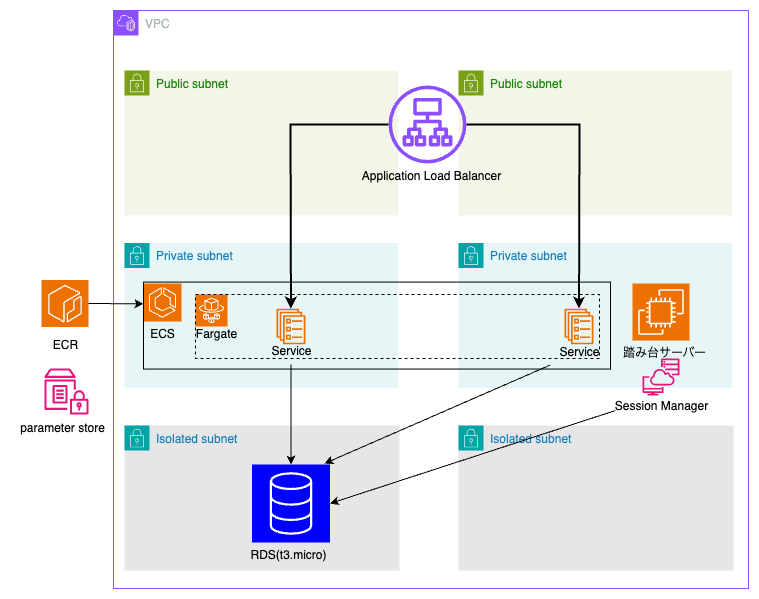 VPC
Public subnet
Public subnet
Application Load Balancer
Private subnet
Private subnet
ECR
ECS
Fargate
Service
Service
踏み台サーバー
parameter store
Session Manager
Isolated subnet
Isolated subnet
RDS(t3.micro)